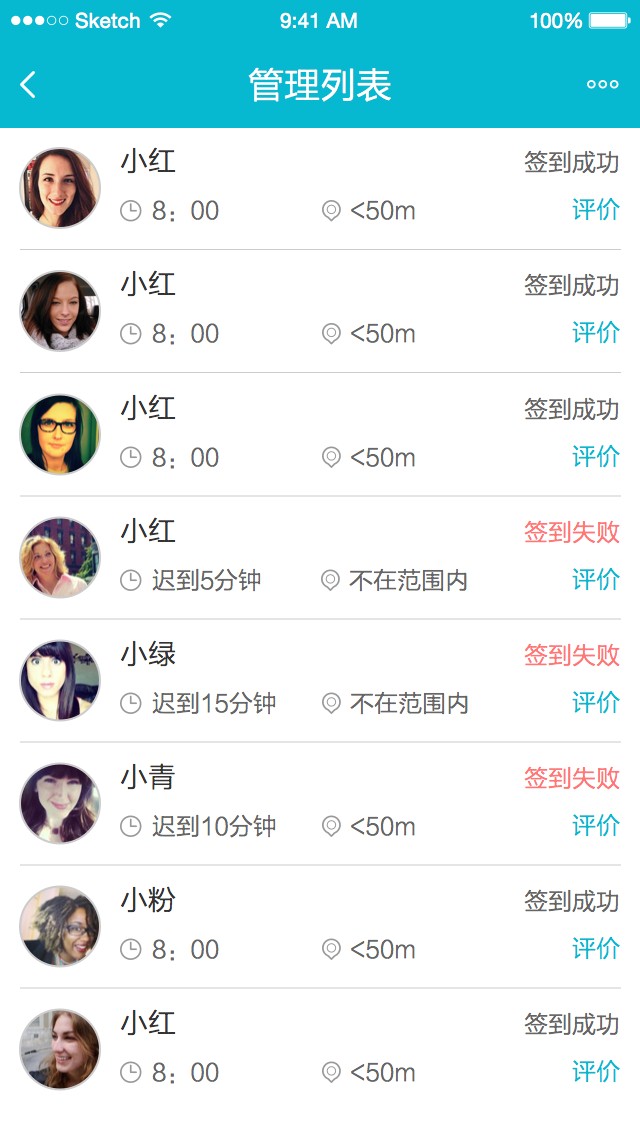 Sketch 9:41 AM 100%
管理列表
小红 签到成功
8：00 <50m 评价
小红 签到成功
8：00 <50m 评价
小红 签到成功
8：00 <50m 评价
小红 签到失败
迟到5分钟 不在范围内 评价
小绿 签到失败
迟到15分钟 不在范围内 评价
小青 签到失败
迟到10分钟 <50m 评价
小粉 签到成功
8：00 <50m 评价
小红 签到成功
8：00 <50m 评价